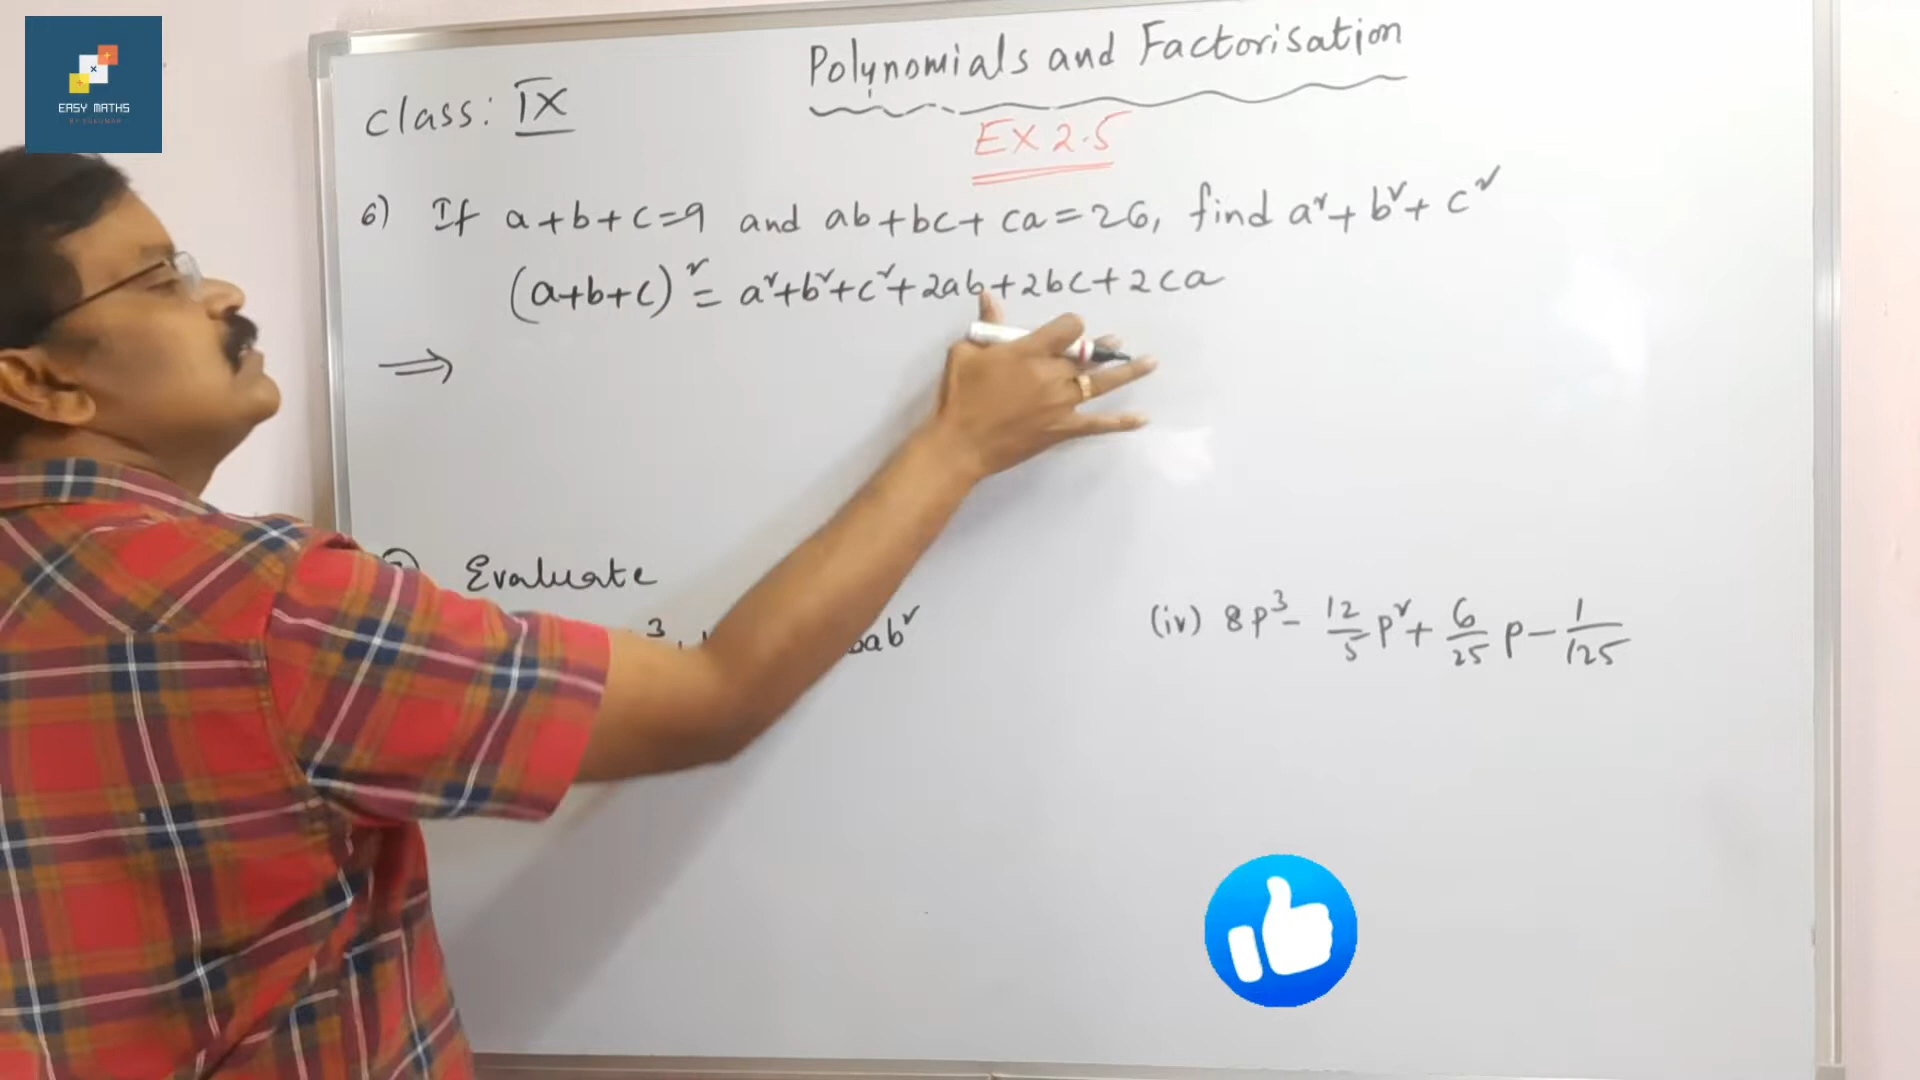 EASY MATHS
Polynomials and Factorisation
class: IX
EX 2.5
6) If a+b+c=9 and ab+bc+ca=26, find a²+b²+c²
(a+b+c)² = a²+b²+c²+2ab+2bc+2ca
⇒
Evaluate
3 ab²
(iv) 8p³ - 12/5 p² + 6/25 p - 1/125